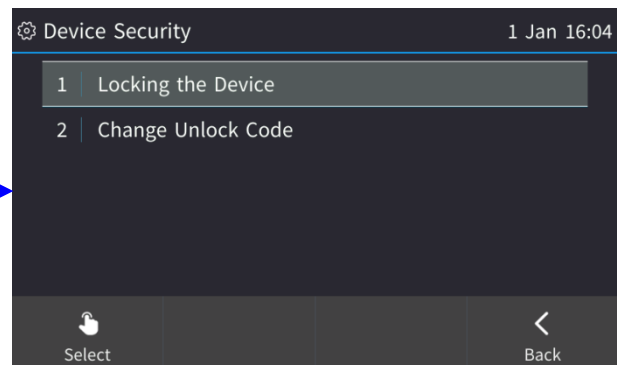 Device Security 1 Jan 16:04
1 Locking the Device
2 Change Unlock Code
Select Back